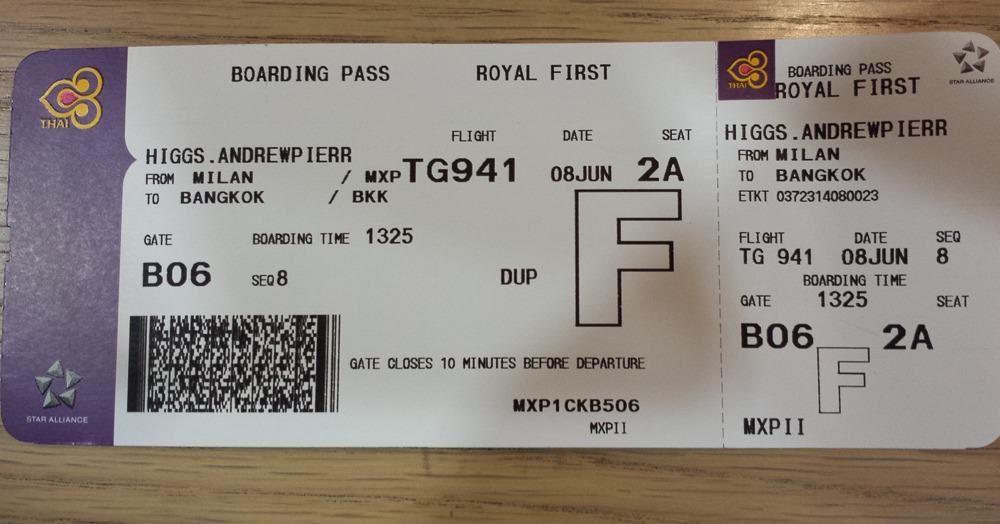 THAI
BOARDING PASS ROYAL FIRST
FLIGHT DATE SEAT
HIGGS.ANDREWPIERR
TG941 08JUN 2A
FROM MILAN / MXP
TO BANGKOK / BKK
F
GATE BOARDING TIME 1325
B06 SEQ 8 DUP
GATE CLOSES 10 MINUTES BEFORE DEPARTURE
MXP1CKB506
MXPII
STAR ALLIANCE
THAI
BOARDING PASS
ROYAL FIRST
STAR ALLIANCE
HIGGS.ANDREWPIERR
FROM MILAN
TO BANGKOK
ETKT 0372314080023
FLIGHT DATE SEQ
TG 941 08JUN 8
BOARDING TIME
GATE 1325 SEAT
B06 2A
F
MXPII